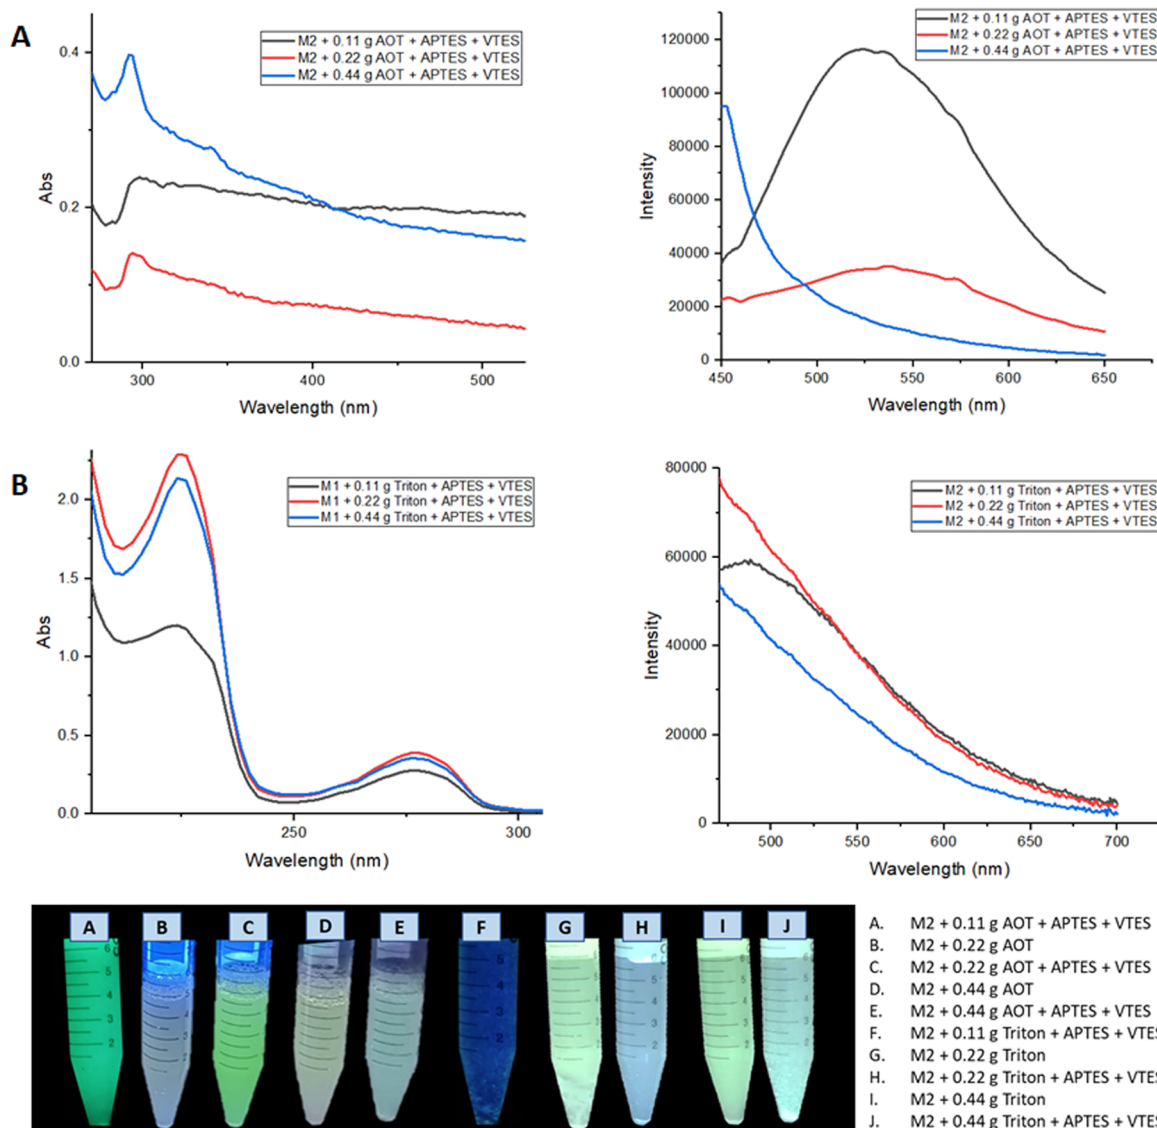 A
M2 + 0.11 g AOT + APTES + VTES
M2 + 0.22 g AOT + APTES + VTES
M2 + 0.44 g AOT + APTES + VTES
0.4
0.2
0.0
Abs
300 400 500
Wavelength (nm)
M2 + 0.11 g AOT + APTES + VTES
M2 + 0.22 g AOT + APTES + VTES
M2 + 0.44 g AOT + APTES + VTES
120000
100000
80000
60000
40000
20000
0
Intensity
450 500 550 600 650
Wavelength (nm)
B
M1 + 0.11 g Triton + APTES + VTES
M1 + 0.22 g Triton + APTES + VTES
M1 + 0.44 g Triton + APTES + VTES
2.0
1.5
1.0
0.5
0.0
Abs
250 300
Wavelength (nm)
M2 + 0.11 g Triton + APTES + VTES
M2 + 0.22 g Triton + APTES + VTES
M2 + 0.44 g Triton + APTES + VTES
80000
60000
40000
20000
0
Intensity
500 550 600 650 700
Wavelength (nm)
A B C D E F G H I J
A. M2 + 0.11 g AOT + APTES + VTES
B. M2 + 0.22 g AOT
C. M2 + 0.22 g AOT + APTES + VTES
D. M2 + 0.44 g AOT
E. M2 + 0.44 g AOT + APTES + VTES
F. M2 + 0.11 g Triton + APTES + VTES
G. M2 + 0.22 g Triton
H. M2 + 0.22 g Triton + APTES + VTES
I. M2 + 0.44 g Triton
J. M2 + 0.44 g Triton + APTES + VTES